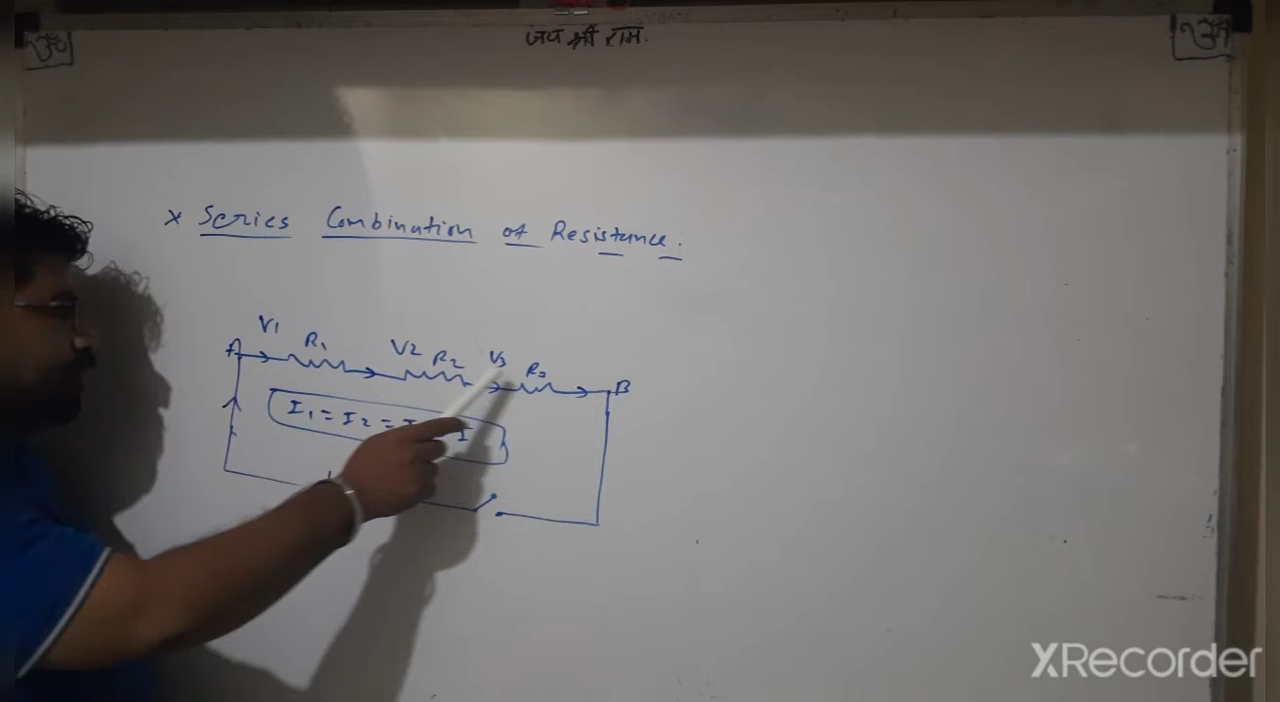 ॐ
जय श्री राम.
ॐ
* Series Combination of Resistance.
V1 R1 V2 R2 V3 R3
A B
I1 = I2 = I
XRecorder